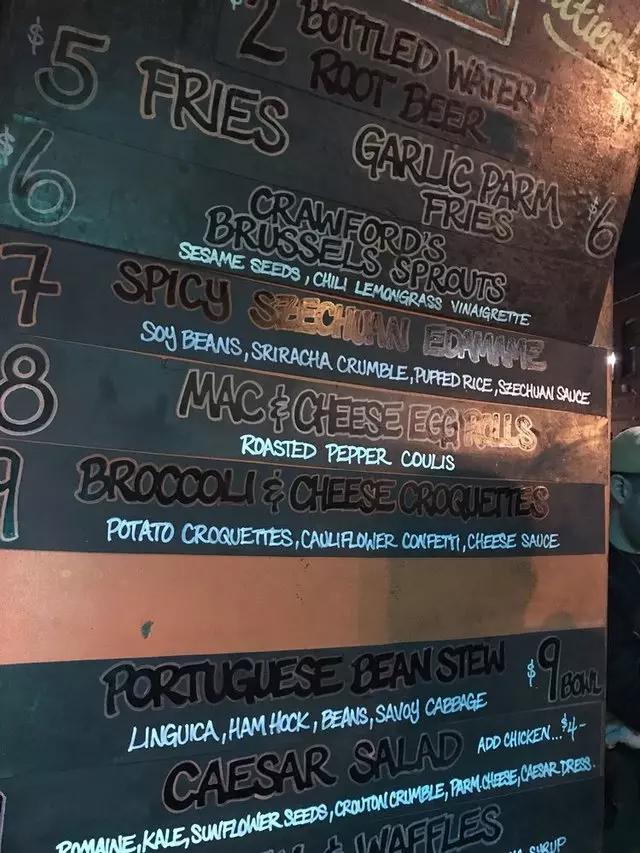 $2 BOTTLED WATER
ROOT BEER
$5 FRIES
GARLIC PARM
FRIES $6
$6 CRAWFORD'S
BRUSSELS SPROUTS
SESAME SEEDS, CHILI LEMONGRASS VINAIGRETTE
7 SPICY SZECHUAN EDAMAME
SOY BEANS, SRIRACHA CRUMBLE, PUFFED RICE, SZECHUAN SAUCE
8 MAC & CHEESE EGG ROLLS
ROASTED PEPPER COULIS
9 BROCCOLI & CHEESE CROQUETTES
POTATO CROQUETTES, CAULIFLOWER CONFETTI, CHEESE SAUCE
PORTUGUESE BEAN STEW $9 BOWL
LINGUICA, HAM HOCK, BEANS, SAVOY CABBAGE
CAESAR SALAD ADD CHICKEN...$4-
ROMAINE, KALE, SUNFLOWER SEEDS, CROUTON CRUMBLE, PARM. CHEESE, CAESAR DRESS.
& WAFFLES